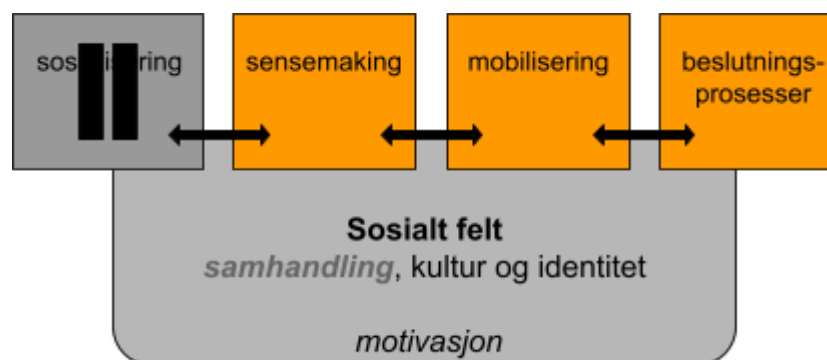 sensemaking
mobilisering
beslutnings-
prosesser
Sosialt felt
samhandling, kultur og identitet
motivasjon